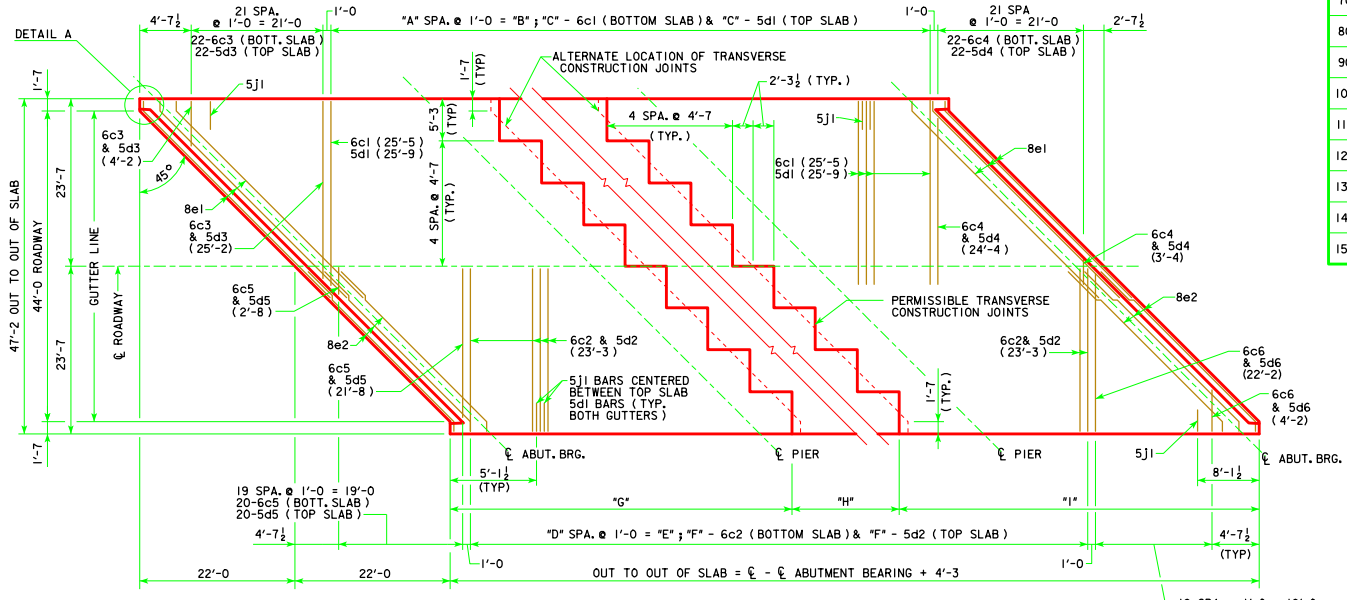 21 SPA.
@ 1'-0 = 21'-0
4'-7½
1'-0
"A" SPA. @ 1'-0 = "B"; "C" - 6c1 (BOTTOM SLAB) & "C" - 5d1 (TOP SLAB)
1'-0
21 SPA
@ 1'-0 = 21'-0
2'-7½
DETAIL A
22-6c3 (BOTT. SLAB)
22-5d3 (TOP SLAB)
22-6c4 (BOTT. SLAB)
22-5d4 (TOP SLAB)
ALTERNATE LOCATION OF TRANSVERSE
CONSTRUCTION JOINTS
1'-7
1'-7
(TYP)
2'-3½ (TYP.)
5j1
5'-3
(TYP)
4 SPA. @ 4'-7
(TYP.)
5j1
6c3
& 5d3
(4'-2)
6c1 (25'-5)
5d1 (25'-9)
6c1 (25'-5)
5d1 (25'-9)
8e1
45°
4 SPA. @ 4'-7
(TYP.)
23'-7
8e1
6c3
& 5d3
(25'-2)
6c4
& 5d4
(24'-4)
6c4
& 5d4
(3'-4)
47'-2 OUT TO OUT OF SLAB
44'-0 ROADWAY
GUTTER LINE
℄ ROADWAY
6c5
& 5d5
(2'-8)
8e2
PERMISSIBLE TRANSVERSE
CONSTRUCTION JOINTS
23'-7
8e2
6c2 & 5d2
(23'-3)
6c2& 5d2
(23'-3)
6c6
& 5d6
(22'-2)
6c5
& 5d5
(21'-8)
5j1 BARS CENTERED
BETWEEN TOP SLAB
5d1 BARS (TYP.
BOTH GUTTERS)
1'-7
(TYP.)
6c6
& 5d6
(4'-2)
1'-7
℄ ABUT. BRG.
℄ PIER
℄ PIER
5j1
℄ ABUT. BRG.
5'-1½
(TYP)
8'-1½
19 SPA. @ 1'-0 = 19'-0
20-6c5 (BOTT. SLAB)
20-5d5 (TOP SLAB)
"G"
"H"
"I"
4'-7½
"D" SPA. @ 1'-0 = "E"; "F" - 6c2 (BOTTOM SLAB) & "F" - 5d2 (TOP SLAB)
4'-7½
(TYP)
1'-0
1'-0
22'-0
22'-0
OUT TO OUT OF SLAB = ℄ - ℄ ABUTMENT BEARING + 4'-3